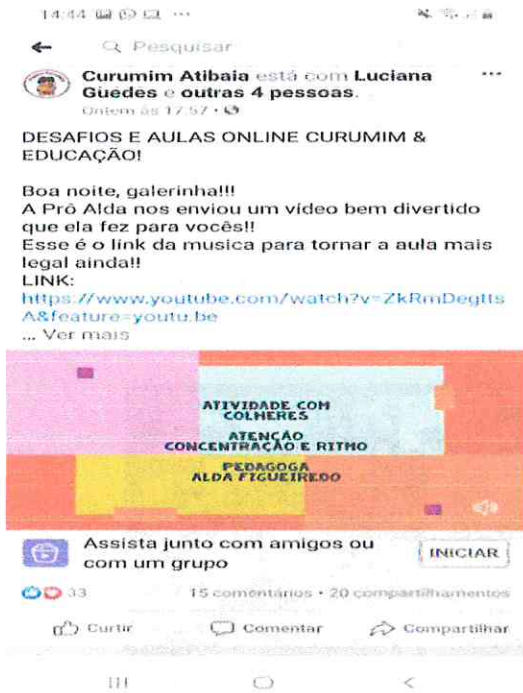 14:44
Pesquisar
Curumim Atibaia está com Luciana
Guedes e outras 4 pessoas.
Ontem às 17:57
DESAFIOS E AULAS ONLINE CURUMIM &
EDUCAÇÃO!
Boa noite, galerinha!!!
A Prô Alda nos enviou um vídeo bem divertido
que ela fez para vocês!!
Esse é o link da musica para tornar a aula mais
legal ainda!!
LINK:
https://www.youtube.com/watch?v=ZkRmDegtts
A&feature=youtu.be
... Ver mais
ATIVIDADE COM
COLHERES
ATENÇÃO
CONCENTRAÇÃO E RITMO
PEDAGOGA
ALDA FIGUEIREDO
Assista junto com amigos ou
com um grupo
INICIAR
33
15 comentários • 20 compartilhamentos
Curtir
Comentar
Compartilhar